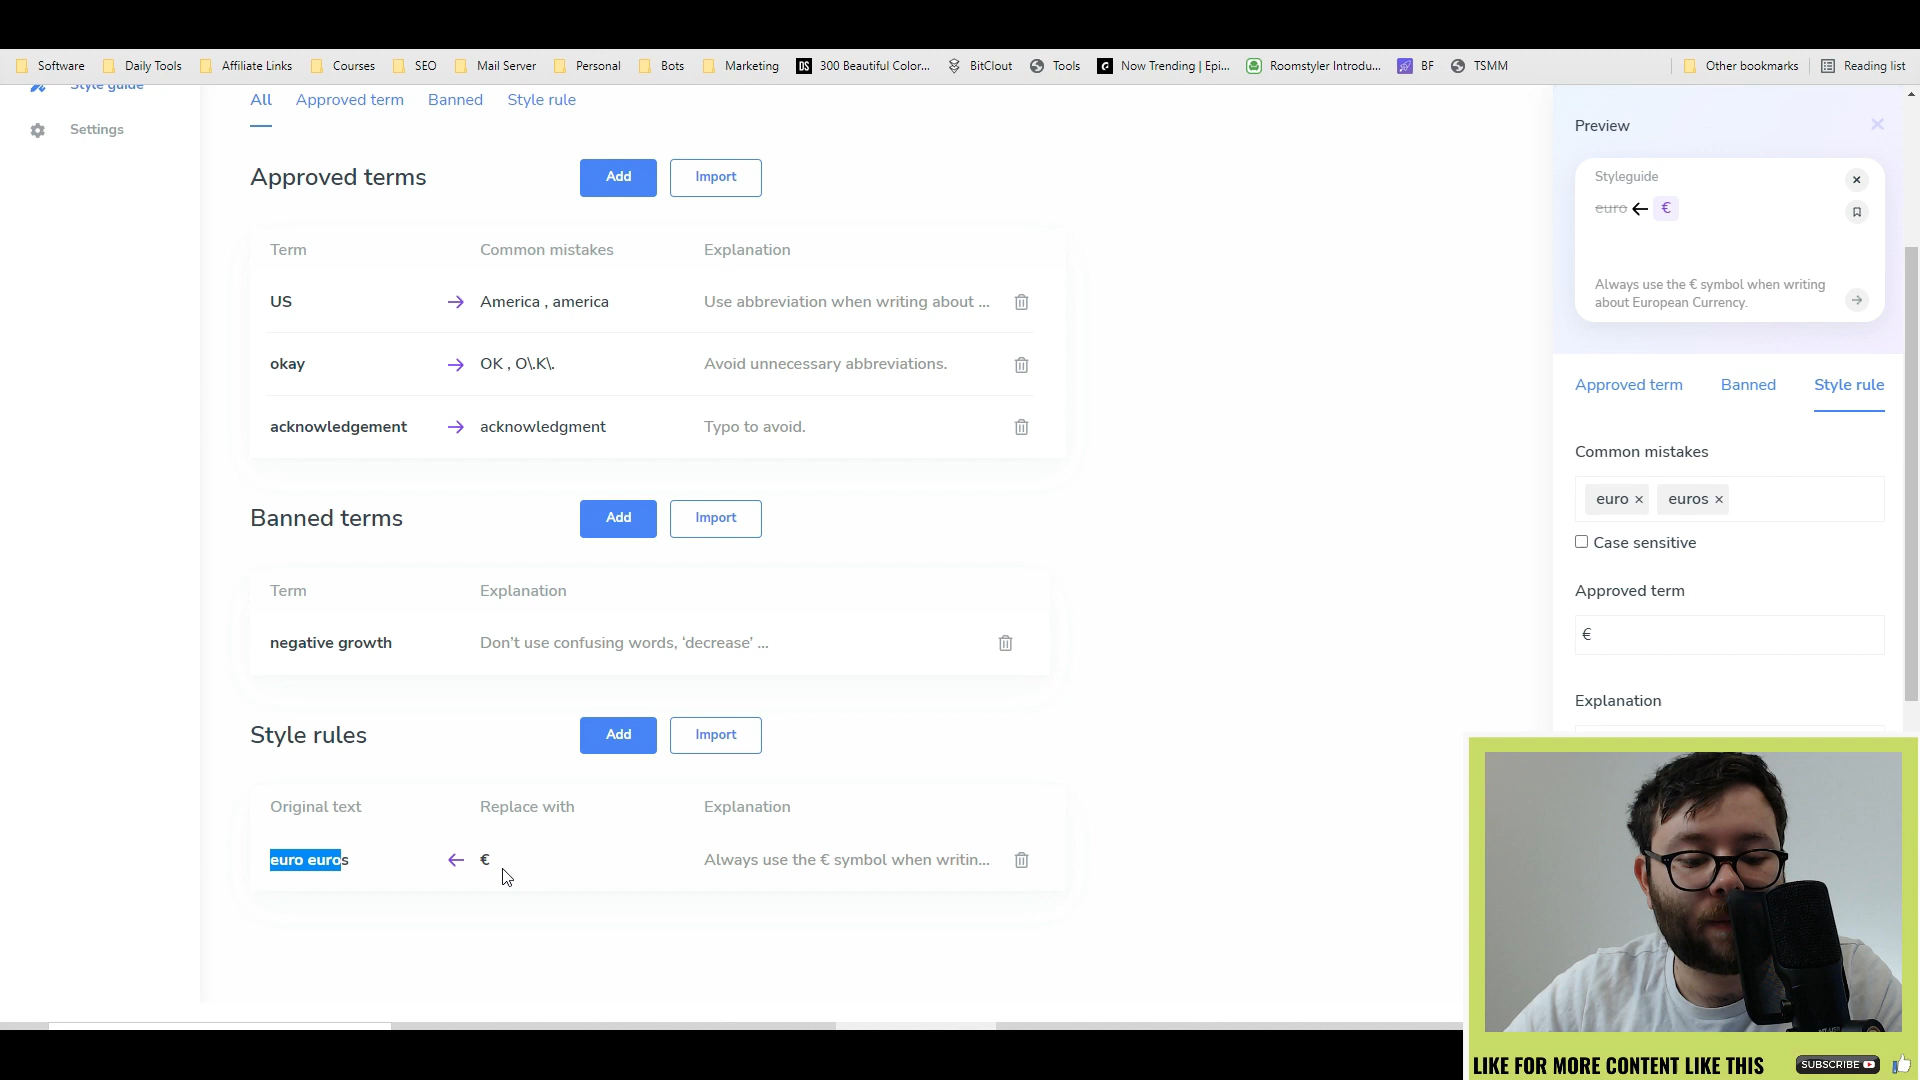 Software Daily Tools Affiliate Links Courses SEO Mail Server Personal Bots Marketing DS 300 Beautiful Color... BitClout Tools Now Trending | Epi... Roomstyler Introdu... BF TSMM Other bookmarks Reading list
Style guide
Settings
All Approved term Banned Style rule
Approved terms Add Import
Term Common mistakes Explanation
US → America , america Use abbreviation when writing about ...
okay → OK , O\.K\. Avoid unnecessary abbreviations.
acknowledgement → acknowledgment Typo to avoid.
Banned terms Add Import
Term Explanation
negative growth Don't use confusing words, ‘decrease’ ...
Style rules Add Import
Original text Replace with Explanation
euro euros ← € Always use the € symbol when writin...
Preview ×
Styleguide ×
euro ← €
Always use the € symbol when writing
about European Currency. →
Approved term Banned Style rule
Common mistakes
euro × euros ×
Case sensitive
Approved term
€
Explanation
LIKE FOR MORE CONTENT LIKE THIS SUBSCRIBE